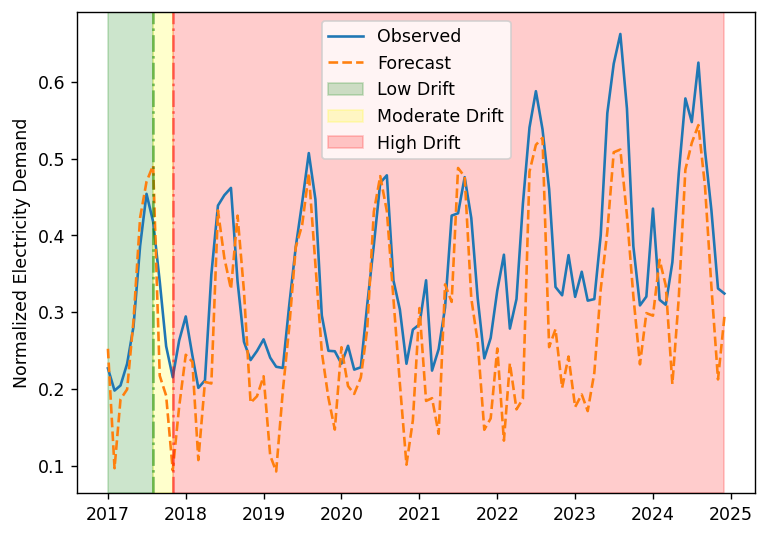 Observed
Forecast
Low Drift
Moderate Drift
High Drift
Normalized Electricity Demand
0.6
0.5
0.4
0.3
0.2
0.1
2017 2018 2019 2020 2021 2022 2023 2024 2025